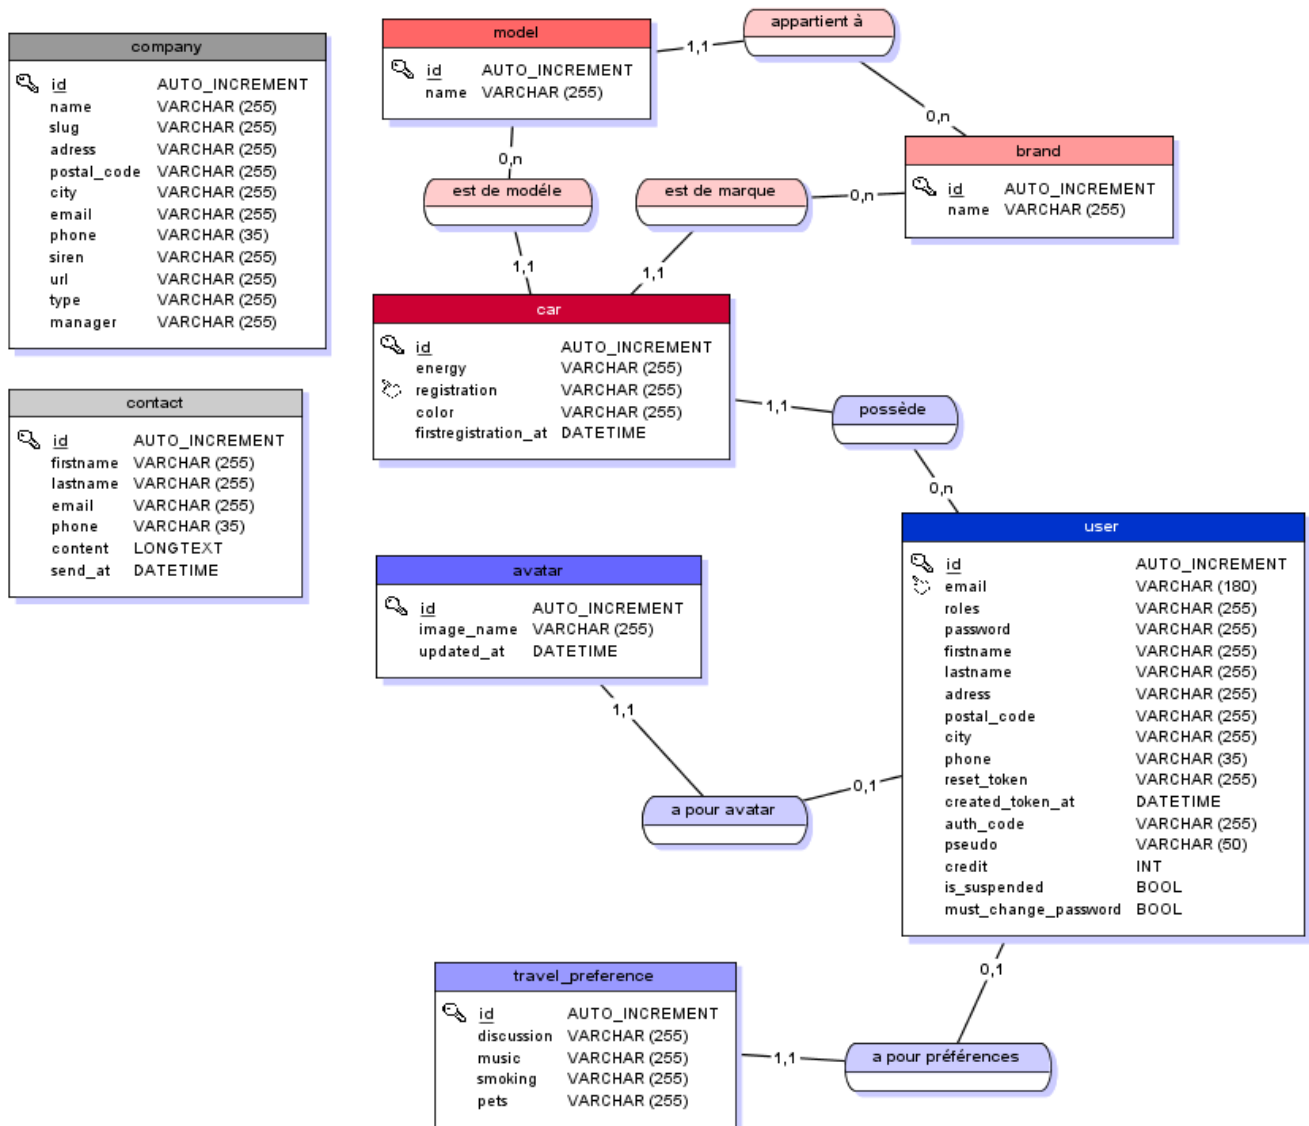 company
id AUTO_INCREMENT
name VARCHAR (255)
slug VARCHAR (255)
adress VARCHAR (255)
postal_code VARCHAR (255)
city VARCHAR (255)
email VARCHAR (255)
phone VARCHAR (35)
siren VARCHAR (255)
url VARCHAR (255)
type VARCHAR (255)
manager VARCHAR (255)
contact
id AUTO_INCREMENT
firstname VARCHAR (255)
lastname VARCHAR (255)
email VARCHAR (255)
phone VARCHAR (35)
content LONGTEXT
send_at DATETIME
model
id AUTO_INCREMENT
name VARCHAR (255)
1,1
appartient à
0,n
brand
id AUTO_INCREMENT
name VARCHAR (255)
0,n
est de modéle
1,1
est de marque
0,n
1,1
car
id AUTO_INCREMENT
energy VARCHAR (255)
registration VARCHAR (255)
color VARCHAR (255)
firstregistration_at DATETIME
1,1
possède
0,n
user
id AUTO_INCREMENT
email VARCHAR (180)
roles VARCHAR (255)
password VARCHAR (255)
firstname VARCHAR (255)
lastname VARCHAR (255)
adress VARCHAR (255)
postal_code VARCHAR (255)
city VARCHAR (255)
phone VARCHAR (35)
reset_token VARCHAR (255)
created_token_at DATETIME
auth_code VARCHAR (255)
pseudo VARCHAR (50)
credit INT
is_suspended BOOL
must_change_password BOOL
avatar
id AUTO_INCREMENT
image_name VARCHAR (255)
updated_at DATETIME
1,1
a pour avatar
0,1
0,1
travel_preference
id AUTO_INCREMENT
discussion VARCHAR (255)
music VARCHAR (255)
smoking VARCHAR (255)
pets VARCHAR (255)
1,1
a pour préférences